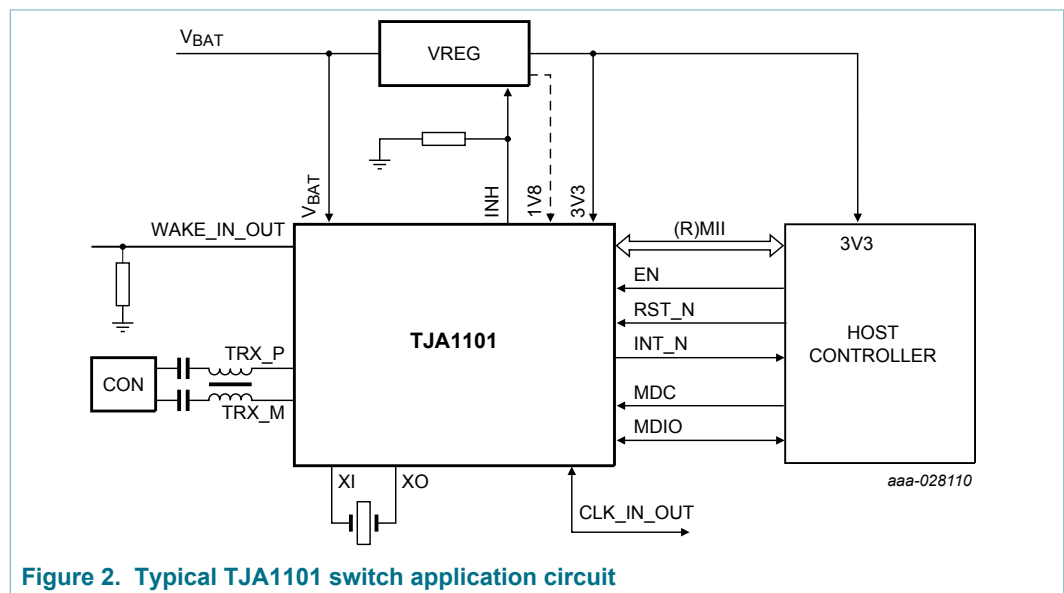 VBAT
VREG
VBAT
INH
1V8
3V3
WAKE_IN_OUT
(R)MII
3V3
EN
RST_N
TJA1101
INT_N
HOST
CONTROLLER
TRX_P
CON
TRX_M
MDC
MDIO
XI
XO
aaa-028110
CLK_IN_OUT
Figure 2. Typical TJA1101 switch application circuit